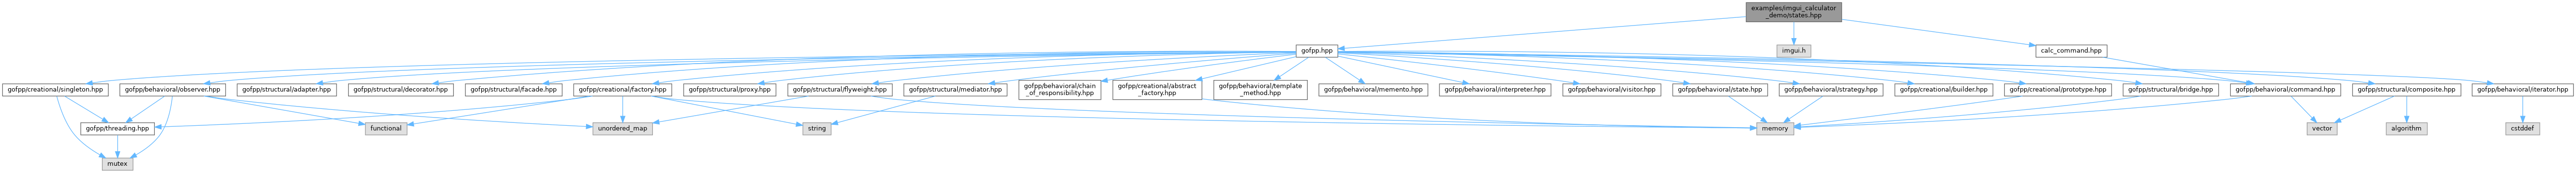 examples/imgui_calculator
_demo/states.hpp
gofpp.hpp
imgui.h
calc_command.hpp
gofpp/creational/singleton.hpp
gofpp/behavioral/observer.hpp
gofpp/structural/adapter.hpp
gofpp/structural/decorator.hpp
gofpp/structural/facade.hpp
gofpp/creational/factory.hpp
gofpp/structural/proxy.hpp
gofpp/structural/flyweight.hpp
gofpp/structural/mediator.hpp
gofpp/behavioral/chain
_of_responsibility.hpp
gofpp/creational/abstract
_factory.hpp
gofpp/behavioral/template
_method.hpp
gofpp/behavioral/memento.hpp
gofpp/behavioral/interpreter.hpp
gofpp/behavioral/visitor.hpp
gofpp/behavioral/state.hpp
gofpp/behavioral/strategy.hpp
gofpp/creational/builder.hpp
gofpp/creational/prototype.hpp
gofpp/structural/bridge.hpp
gofpp/behavioral/command.hpp
gofpp/structural/composite.hpp
gofpp/behavioral/iterator.hpp
gofpp/threading.hpp
functional
unordered_map
string
memory
vector
algorithm
cstddef
mutex